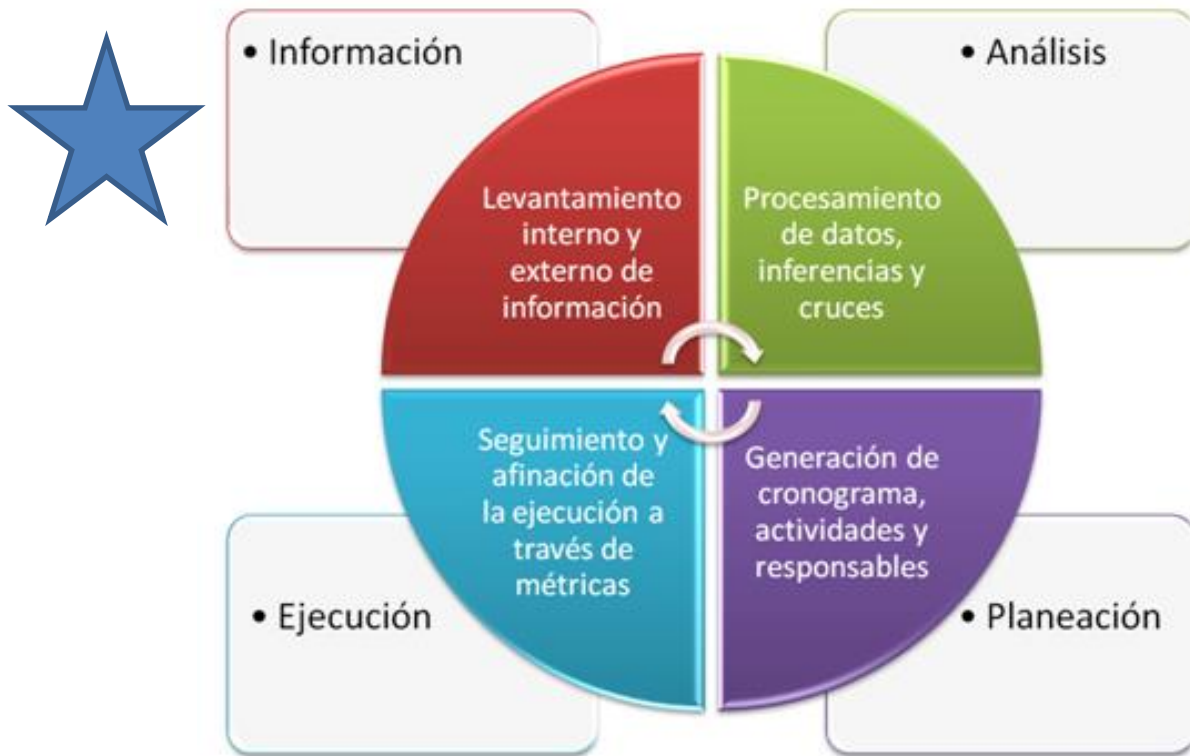 • Información
• Análisis
Levantamiento
interno y
externo de
información
Procesamiento
de datos,
inferencias y
cruces
Seguimiento y
afinación de
la ejecución a
través de
métricas
Generación de
cronograma,
actividades y
responsables
• Ejecución
• Planeación